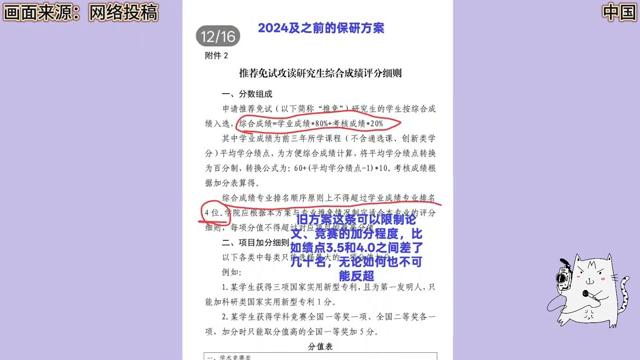 画面来源：网络投稿
中国
12/16
2024及之前的保研方案
附件 2
推荐免试攻读研究生综合成绩评分细则
一、分数组成
申请推荐免试（以下简称“推免”）研究生的学生按综合成
绩入选，综合成绩=学业成绩*80%+考核成绩*20%
其中学业成绩为前三年所学课程（不含通选课、创新类学
分）平均学分绩点，为方便综合成绩计算，将平均学分绩点转换
为百分制，转换公式为：60+(平均学分绩点-1)*10。考核成绩根
据加分表算得。
综合成绩专业排名顺序原则上不得超过学业成绩专业排名
4 位。学院应根据本方案与专业推免情况制定适合本专业的评分
细则，每项分值不得超过对应
旧方案这条可以限制论
文、竞赛的加分程度，比
如绩点3.5和4.0之间差了
几十名，无论如何也不可
能反超
二、项目加分细则
以下各类中每类只
例如：
1.某学生获得三项国家实用新型专利，且为第一发明人，只
能加科研类国家实用新型专利 1 分。
2.某学生获得学科竞赛全国一等奖一项、全国二等奖各一
项，加分时只能取分值高的全国一等奖加 5 分。
分值表
一、学术竞赛类